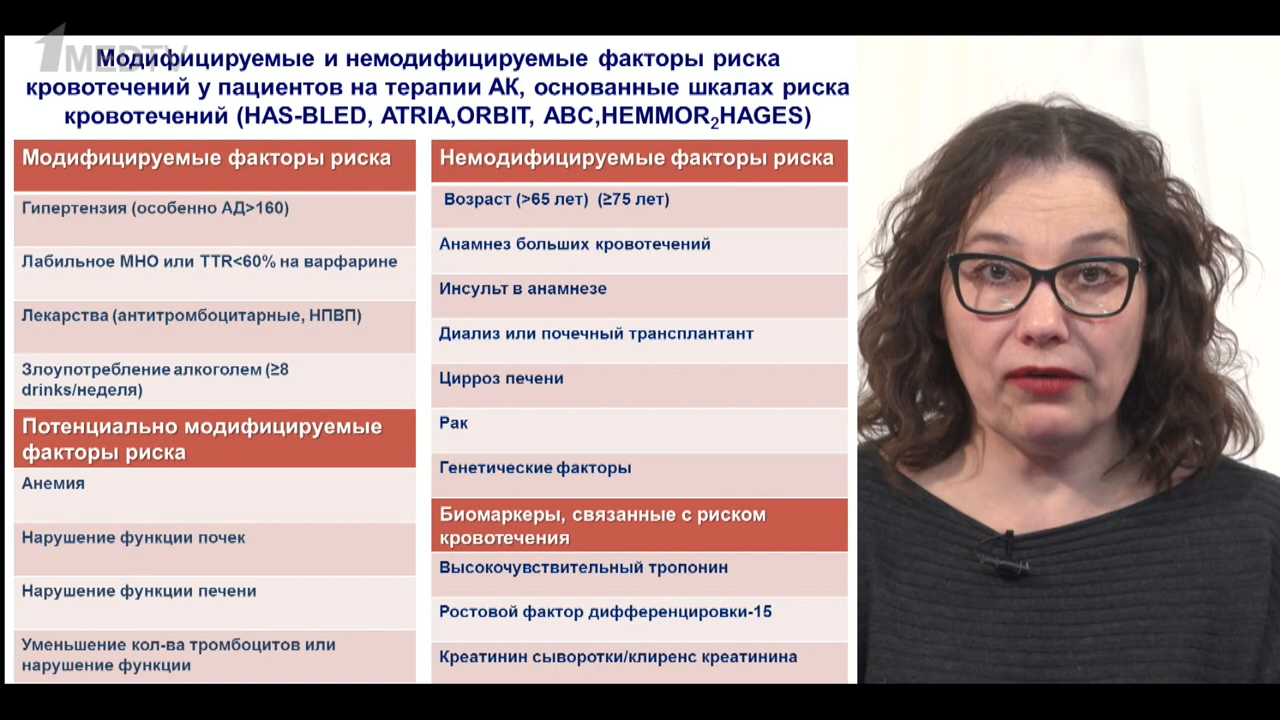 1MEDTV
Модифицируемые и немодифицируемые факторы риска
кровотечений у пациентов на терапии АК, основанные шкалах риска
кровотечений (HAS-BLED, ATRIA,ORBIT, ABC,HEMMOR2HAGES)
Модифицируемые факторы риска
Гипертензия (особенно АД>160)
Лабильное МНО или TTR<60% на варфарине
Лекарства (антитромбоцитарные, НПВП)
Злоупотребление алкоголем (≥8
drinks/неделя)
Потенциально модифицируемые
факторы риска
Анемия
Нарушение функции почек
Нарушение функции печени
Уменьшение кол-ва тромбоцитов или
нарушение функции
Немодифицируемые факторы риска
Возраст (>65 лет) (≥75 лет)
Анамнез больших кровотечений
Инсульт в анамнезе
Диализ или почечный трансплантант
Цирроз печени
Рак
Генетические факторы
Биомаркеры, связанные с риском
кровотечения
Высокочувствительный тропонин
Ростовой фактор дифференцировки-15
Креатинин сыворотки/клиренс креатинина